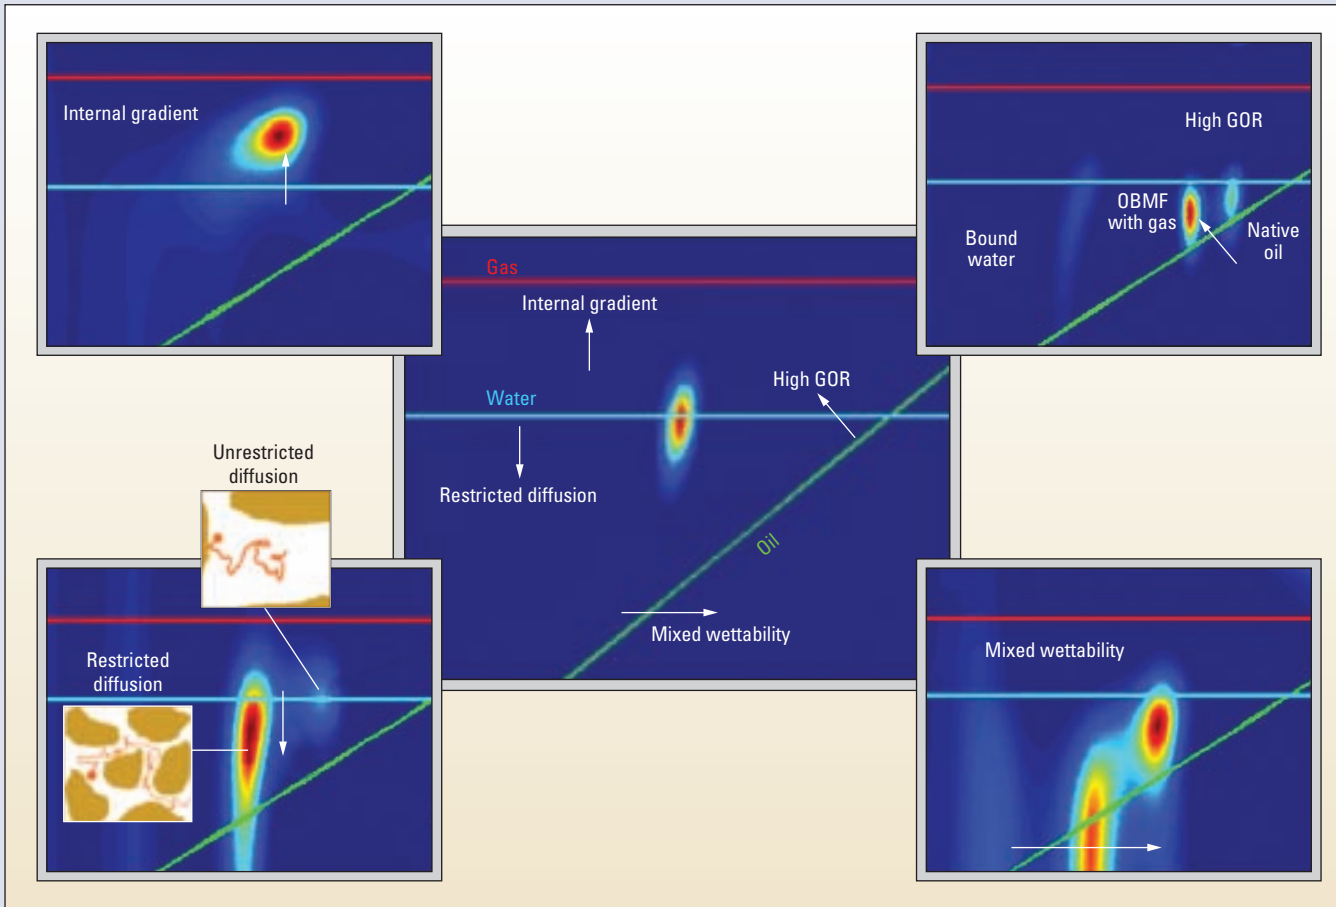 Internal gradient
High GOR
OBMF
with gas
Native
oil
Bound
water
Gas
Internal gradient
High GOR
Water
Restricted diffusion
Oil
Mixed wettability
Unrestricted
diffusion
Restricted
diffusion
Mixed wettability